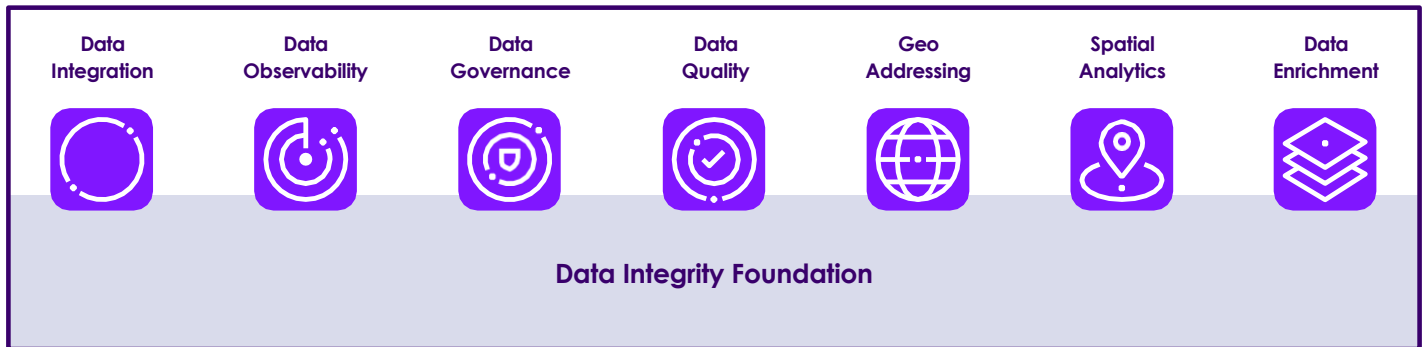 Data
Integration
Data
Observability
Data
Governance
Data
Quality
Geo
Addressing
Spatial
Analytics
Data
Enrichment
Data Integrity Foundation